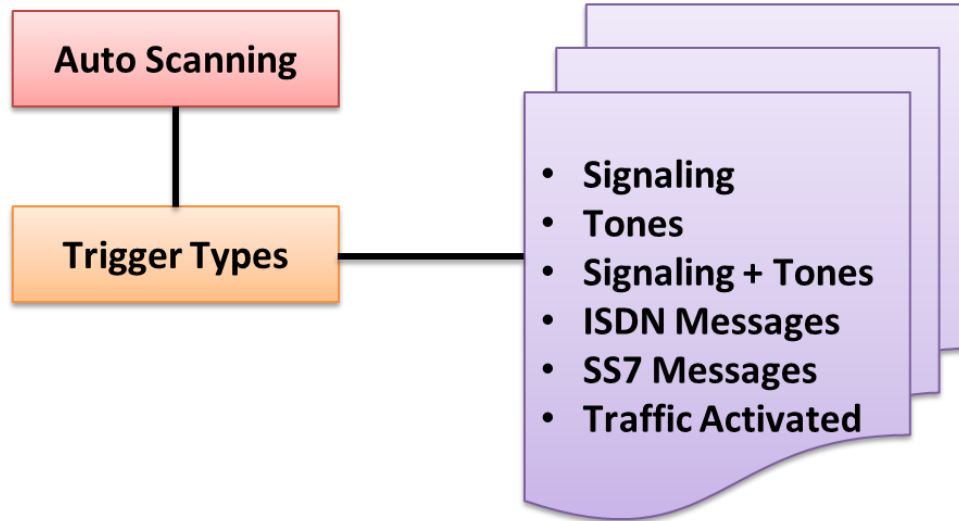 Auto Scanning
Trigger Types
• Signaling
• Tones
• Signaling + Tones
• ISDN Messages
• SS7 Messages
• Traffic Activated